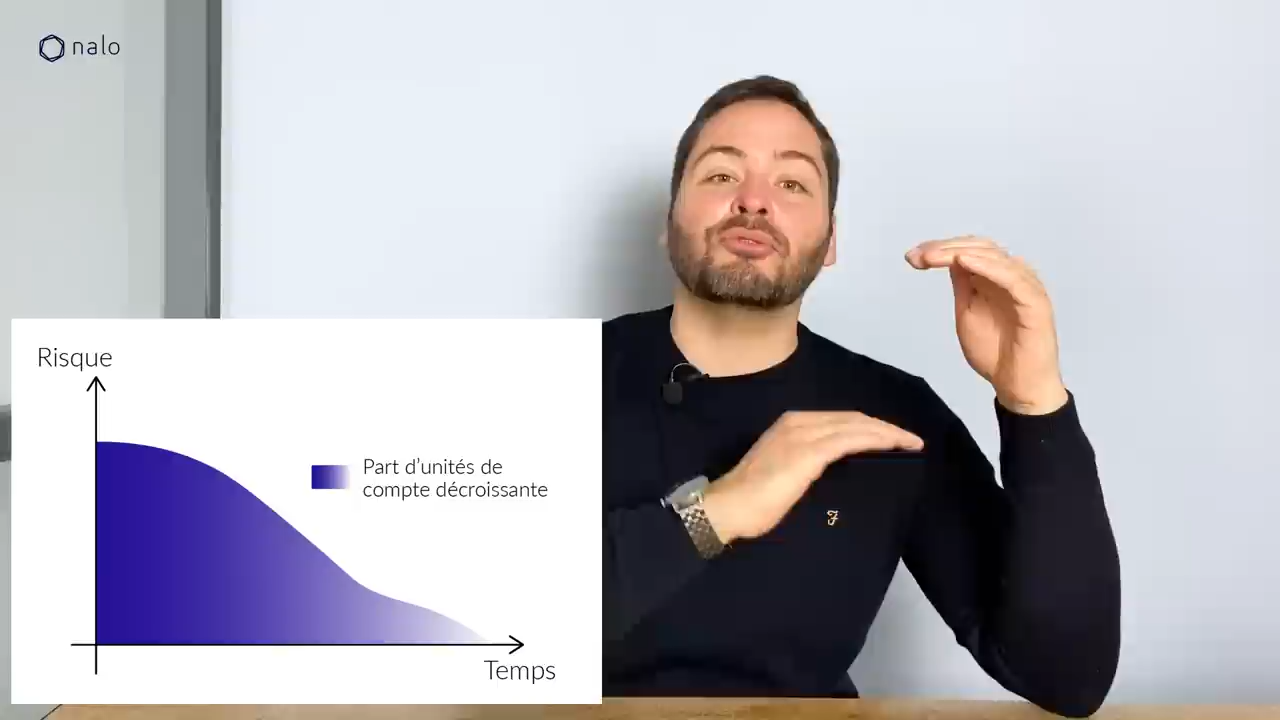 nalo
Risque
Part d’unités de
compte décroissante
Temps